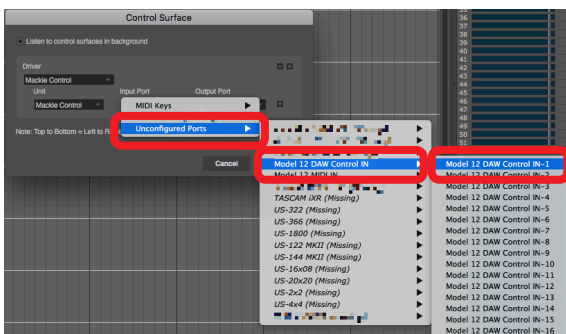 Control Surface
Listen to control surfaces in background
Driver
Mackie Control
Unit Input Port Output Port
Mackie Control
MIDI Keys
Unconfigured Ports
Note: Top to Bottom = Left to
Cancel
Model 12 DAW Control IN
Model 12 MIDI IN
TASCAM iXR (Missing)
US-322 (Missing)
US-366 (Missing)
US-1800 (Missing)
US-122 MKII (Missing)
US-144 MKII (Missing)
US-16x08 (Missing)
US-20x20 (Missing)
US-2x2 (Missing)
US-4x4 (Missing)
Model 12 DAW Control IN-1
Model 12 DAW Control IN-2
Model 12 DAW Control IN-3
Model 12 DAW Control IN-4
Model 12 DAW Control IN-5
Model 12 DAW Control IN-6
Model 12 DAW Control IN-7
Model 12 DAW Control IN-8
Model 12 DAW Control IN-9
Model 12 DAW Control IN-10
Model 12 DAW Control IN-11
Model 12 DAW Control IN-12
Model 12 DAW Control IN-13
Model 12 DAW Control IN-14
Model 12 DAW Control IN-15
Model 12 DAW Control IN-16
36
37
38
39
40
41
42
43
44
45
46
47
48
49
50
51